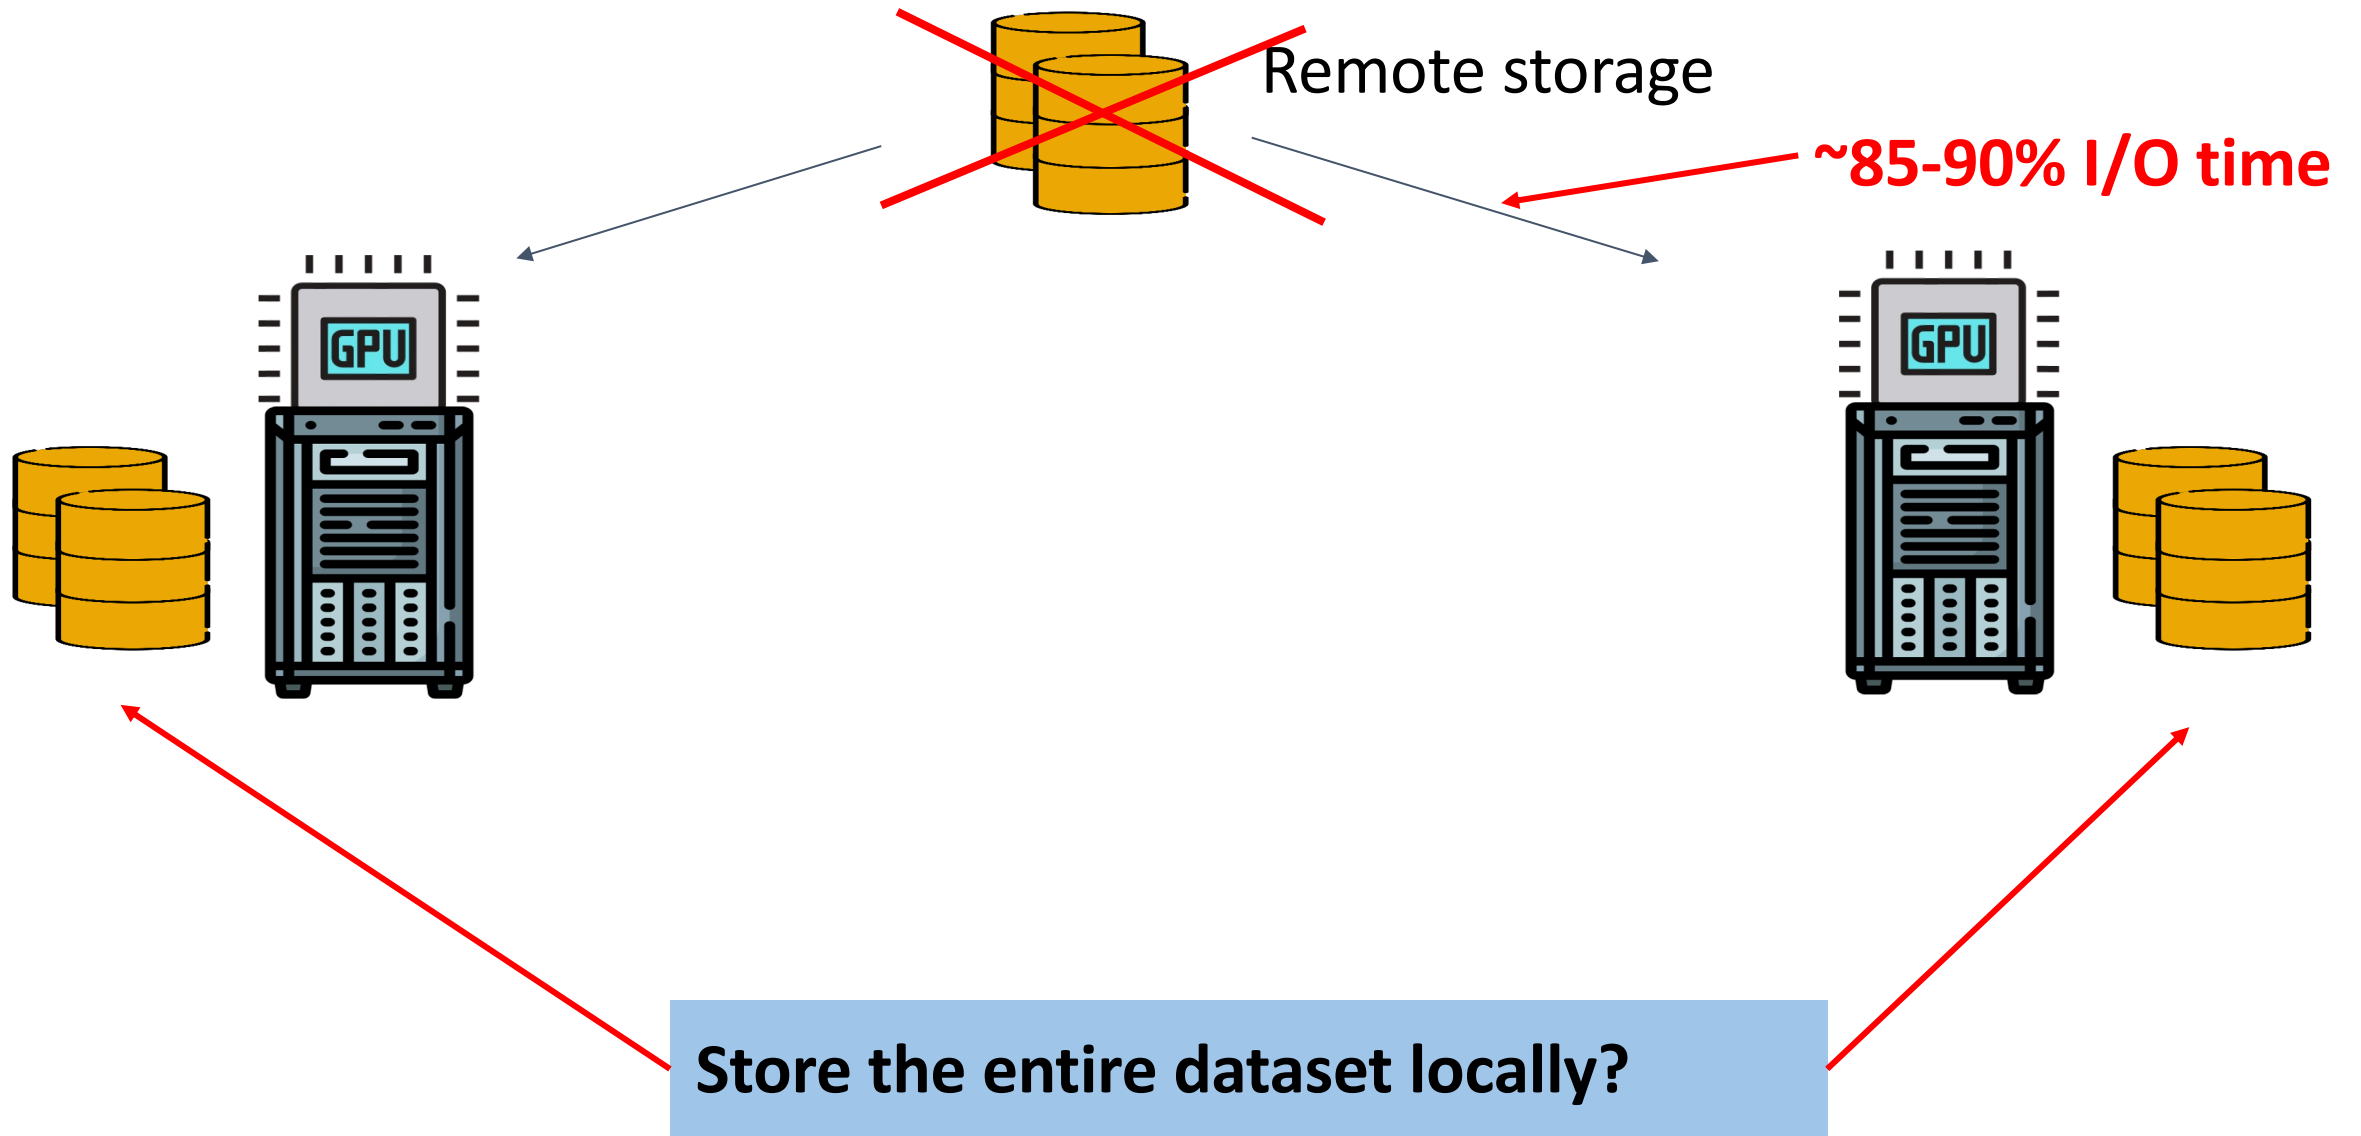 Remote storage
~85-90% I/O time
GPU
GPU
Store the entire dataset locally?